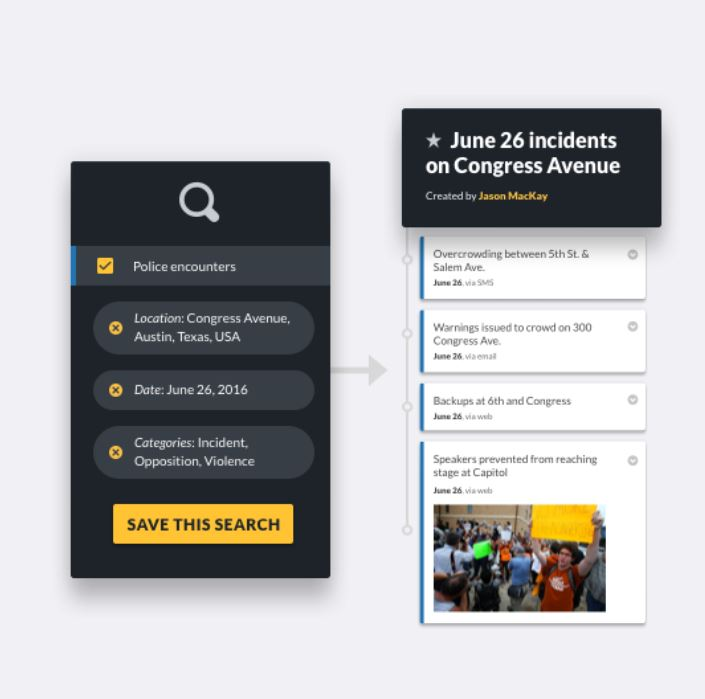 Police encounters
Location: Congress Avenue,
Austin, Texas, USA
Date: June 26, 2016
Categories: Incident,
Opposition, Violence
SAVE THIS SEARCH
June 26 incidents
on Congress Avenue
Created by Jason MacKay
Overcrowding between 5th St. &
Salem Ave.
June 26, via SMS
Warnings issued to crowd on 300
Congress Ave.
June 26, via email
Backups at 6th and Congress
June 26, via web
Speakers prevented from reaching
stage at Capitol
June 26, via web